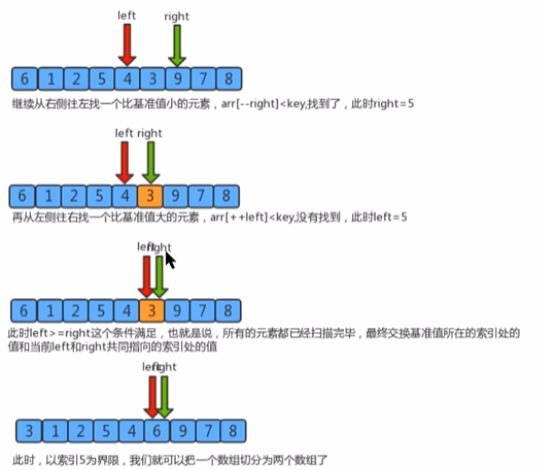 left right
6 1 2 5 4 3 9 7 8
继续从右侧往左找一个比基准值小的元素，arr[--right]<key,找到了，此时right=5
left right
6 1 2 5 4 3 9 7 8
再从左侧往右找一个比基准值大的元素，arr[++left]<key,没有找到，此时left=5
left right
6 1 2 5 4 3 9 7 8
此时left>=right这个条件满足，也就是说，所有的元素都已经扫描完毕，最终交换基准值所在的索引处的
值和当前left和right共同指向的索引处的值
left right
3 1 2 5 4 6 9 7 8
此时，以索引5为界限，我们就可以把一个数组切分为两个数组了